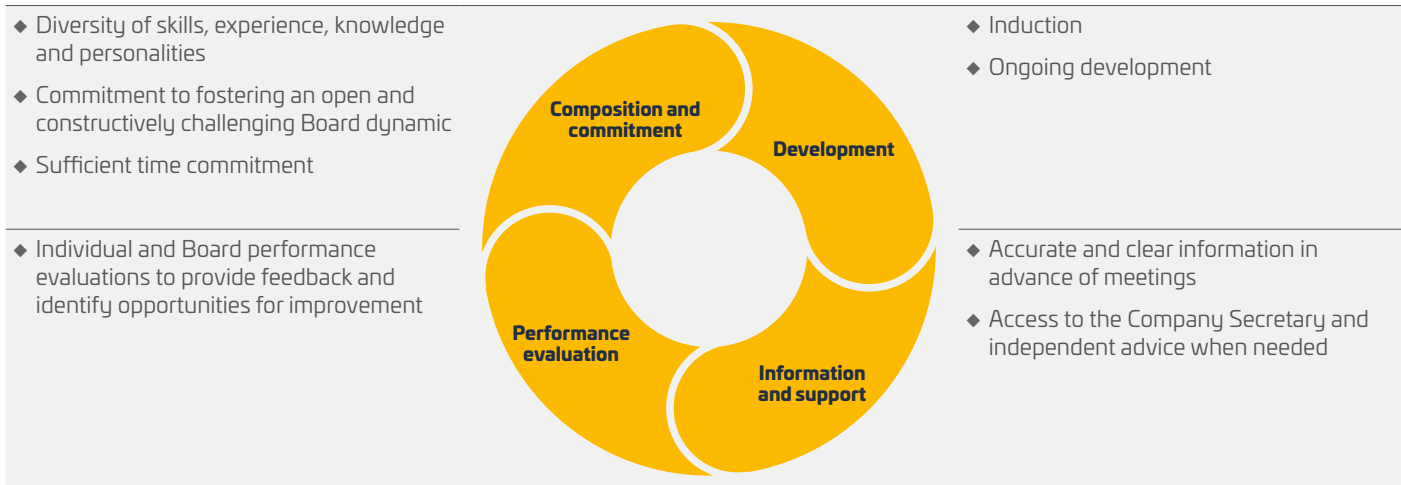 ◆ Diversity of skills, experience, knowledge
and personalities
◆ Commitment to fostering an open and
constructively challenging Board dynamic
◆ Sufficient time commitment
Composition and
commitment
Development
◆ Induction
◆ Ongoing development
◆ Individual and Board performance
evaluations to provide feedback and
identify opportunities for improvement
Performance
evaluation
Information
and support
◆ Accurate and clear information in
advance of meetings
◆ Access to the Company Secretary and
independent advice when needed